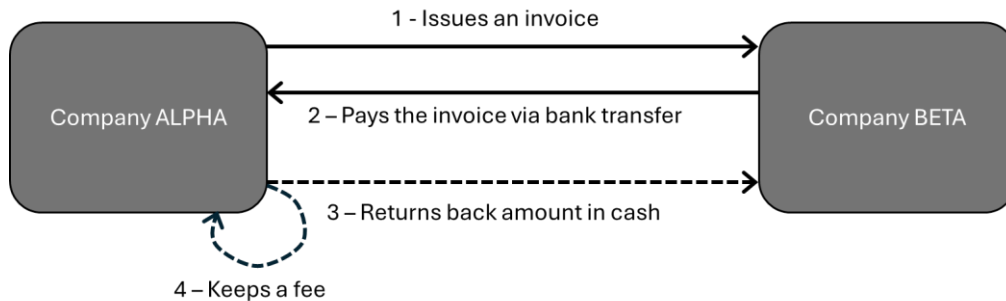 1 - Issues an invoice
Company ALPHA
2 – Pays the invoice via bank transfer
Company BETA
3 – Returns back amount in cash
4 – Keeps a fee